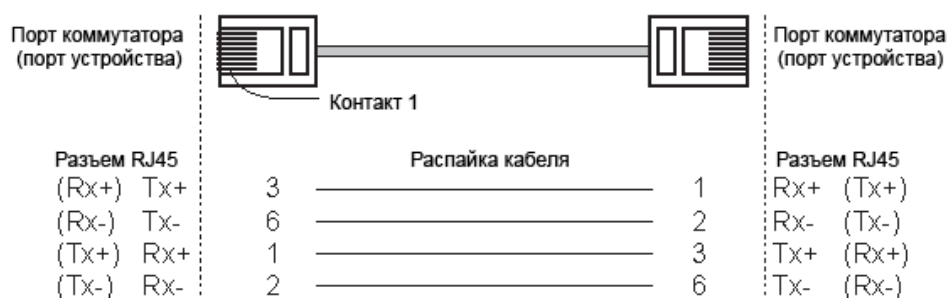 Порт коммутатора
(порт устройства)
Порт коммутатора
(порт устройства)
Контакт 1
Разъем RJ45 Распайка кабеля Разъем RJ45
(Rx+) Tx+ 3 1 Rx+ (Tx+)
(Rx-) Tx- 6 2 Rx- (Tx-)
(Tx+) Rx+ 1 3 Tx+ (Rx+)
(Tx-) Rx- 2 6 Tx- (Rx-)